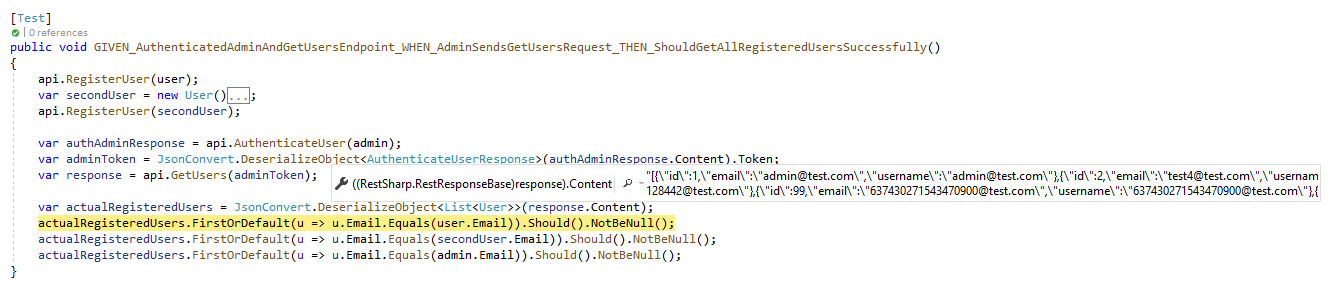 [Test]
| 0 references
public void GIVEN_AuthenticatedAdminAndGetUsersEndpoint_WHEN_AdminSendsGetUsersRequest_THEN_ShouldGetAllRegisteredUsersSuccessfully()
{
api.RegisterUser(user);
var secondUser = new User()...;
api.RegisterUser(secondUser);
var authAdminResponse = api.AuthenticateUser(admin);
var adminToken = JsonConvert.DeserializeObject<AuthenticateUserResponse>(authAdminResponse.Content).Token;
var response = api.GetUsers(adminToken);
((RestSharp.RestResponseBase)response).Content
"[{\"id\":1,\"email\":\"admin@test.com\",\"username\":\"admin@test.com\"},{\"id\":2,\"email\":\"test4@test.com\",\"usernam
128442@test.com\"},{\"id\":99,\"email\":\"637430271543470900@test.com\",\"username\":\"637430271543470900@test.com\"},{
var actualRegisteredUsers = JsonConvert.DeserializeObject<List<User>>(response.Content);
actualRegisteredUsers.FirstOrDefault(u => u.Email.Equals(user.Email)).Should().NotBeNull();
actualRegisteredUsers.FirstOrDefault(u => u.Email.Equals(secondUser.Email)).Should().NotBeNull();
actualRegisteredUsers.FirstOrDefault(u => u.Email.Equals(admin.Email)).Should().NotBeNull();
}